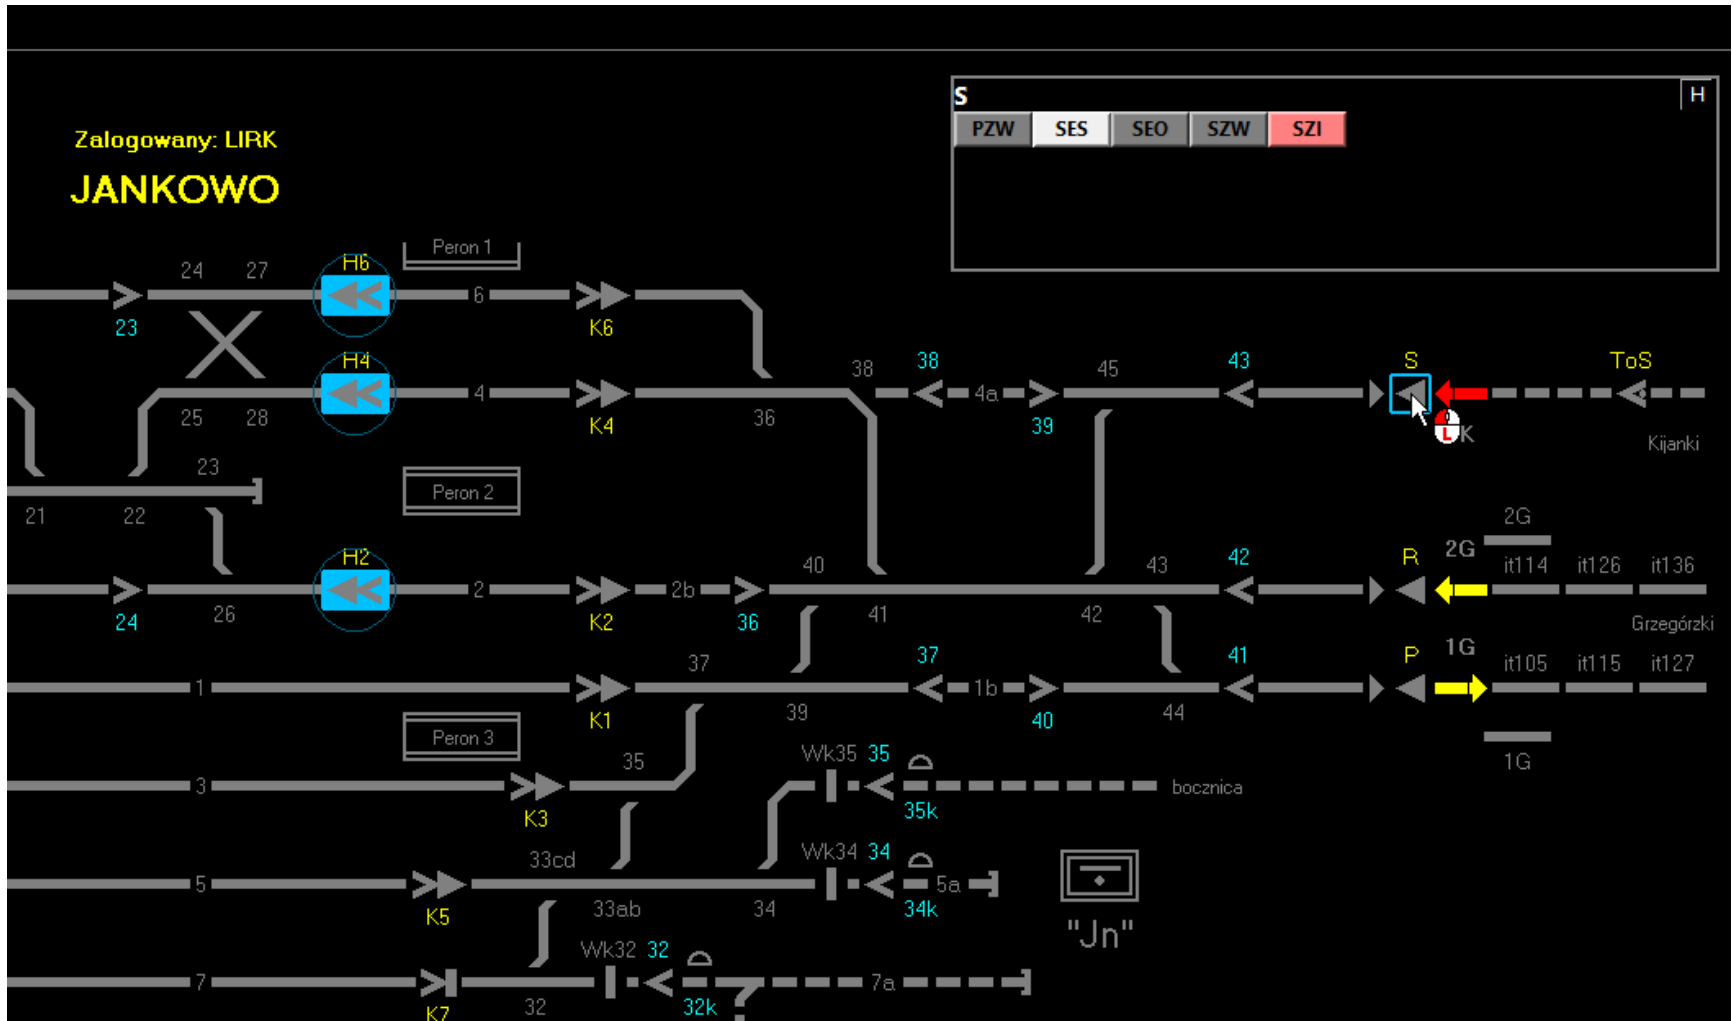 S H
PZW SES SEO SZW SZI
Zalogowany: LIRK
JANKOWO
Peron 1
24 27 H6
6
23 K6
H4
38 38 45 43 S ToS
4 4a
25 28 K4 36 39 L K Kijanki
23
Peron 2
21 22 2G
H2 40 43 42 R 2G it114 it126 it136
2 2b
24 26 K2 36 41 42 Grzegórzki
37 37 41 P 1G it105 it115 it127
1 1b
K1 39 40 44
Peron 3
35 Wk35 35 1G
3 bocznica
K3 35k
33cd Wk34 34
5 5a
K5 33ab 34 34k
"Jn"
Wk32 32
7 7a
K7 32 32k